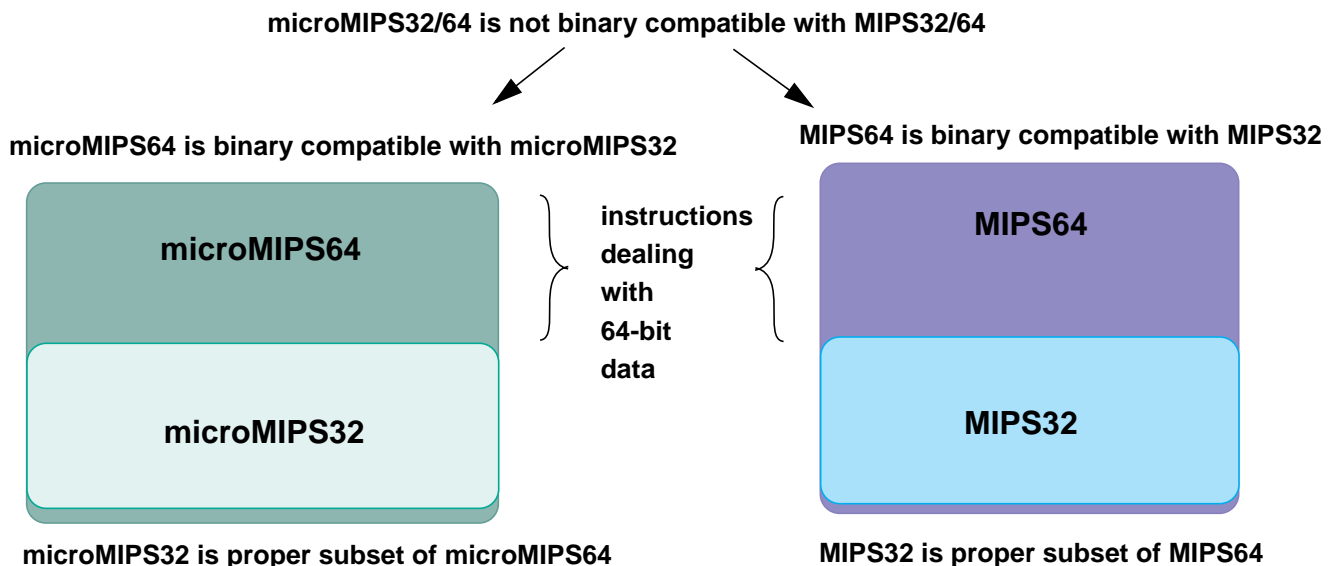 microMIPS32/64 is not binary compatible with MIPS32/64
microMIPS64 is binary compatible with microMIPS32
MIPS64 is binary compatible with MIPS32
microMIPS64
instructions
dealing
with
64-bit
data
MIPS64
microMIPS32
MIPS32
microMIPS32 is proper subset of microMIPS64
MIPS32 is proper subset of MIPS64